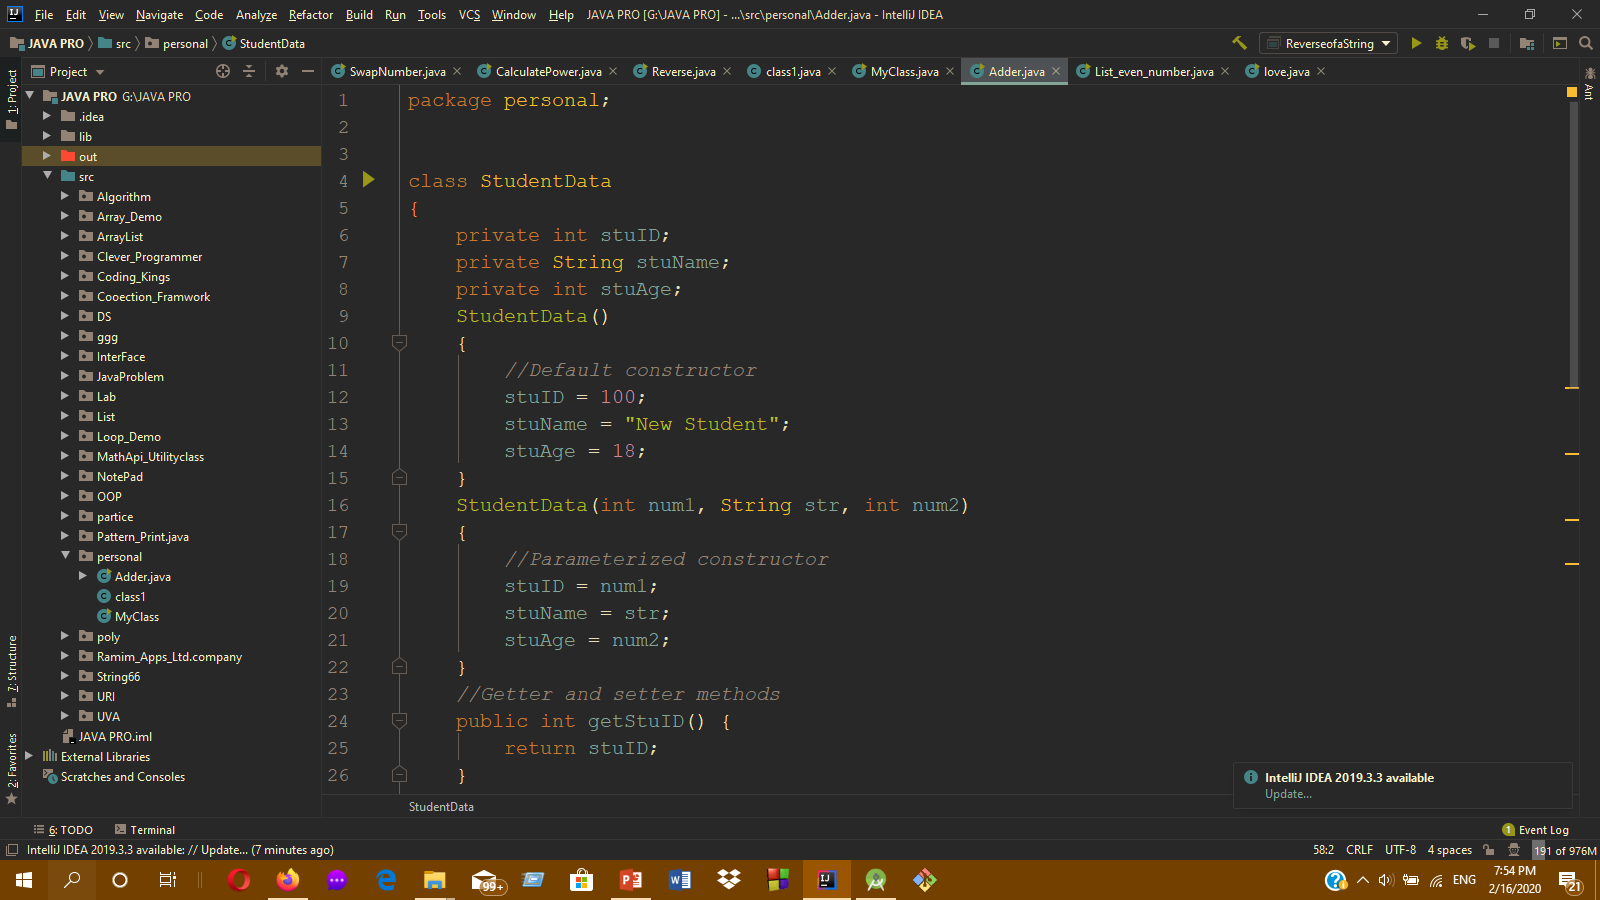 File Edit View Navigate Code Analyze Refactor Build Run Tools VCS Window Help JAVA PRO [G:\JAVA PRO] - ...\src\personal\Adder.java - IntelliJ IDEA
JAVA PRO src personal StudentData ReverseofaString
Project SwapNumber.java CalculatePower.java Reverse.java class1.java MyClass.java Adder.java List_even_number.java love.java
1: Project
Ant
JAVA PRO G:\JAVA PRO
.idea
lib
out
src
Algorithm
Array_Demo
ArrayList
Clever_Programmer
Coding_Kings
Cooection_Framwork
DS
ggg
InterFace
JavaProblem
Lab
List
Loop_Demo
MathApi_Utilityclass
NotePad
OOP
partice
Pattern_Print.java
personal
Adder.java
class1
MyClass
poly
Ramim_Apps_Ltd.company
String66
URI
UVA
JAVA PRO.iml
External Libraries
Scratches and Consoles
7: Structure
2: Favorites
1 package personal;
2
3
4 class StudentData
5 {
6 private int stuID;
7 private String stuName;
8 private int stuAge;
9 StudentData()
10 {
11 //Default constructor
12 stuID = 100;
13 stuName = "New Student";
14 stuAge = 18;
15 }
16 StudentData(int num1, String str, int num2)
17 {
18 //Parameterized constructor
19 stuID = num1;
20 stuName = str;
21 stuAge = num2;
22 }
23 //Getter and setter methods
24 public int getStuID() {
25 return stuID;
26 }
StudentData
IntelliJ IDEA 2019.3.3 available
Update...
6: TODO Terminal 1 Event Log
IntelliJ IDEA 2019.3.3 available: // Update... (7 minutes ago) 58:2 CRLF UTF-8 4 spaces 191 of 976M
99+ ENG 7:54 PM
2/16/2020 21